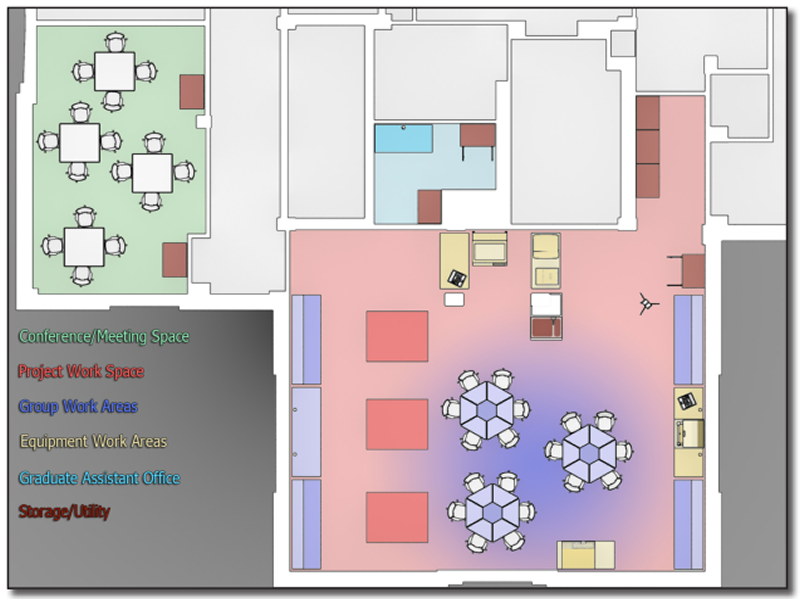 Conference/Meeting Space
Project Work Space
Group Work Areas
Equipment Work Areas
Graduate Assistant Office
Storage/Utility